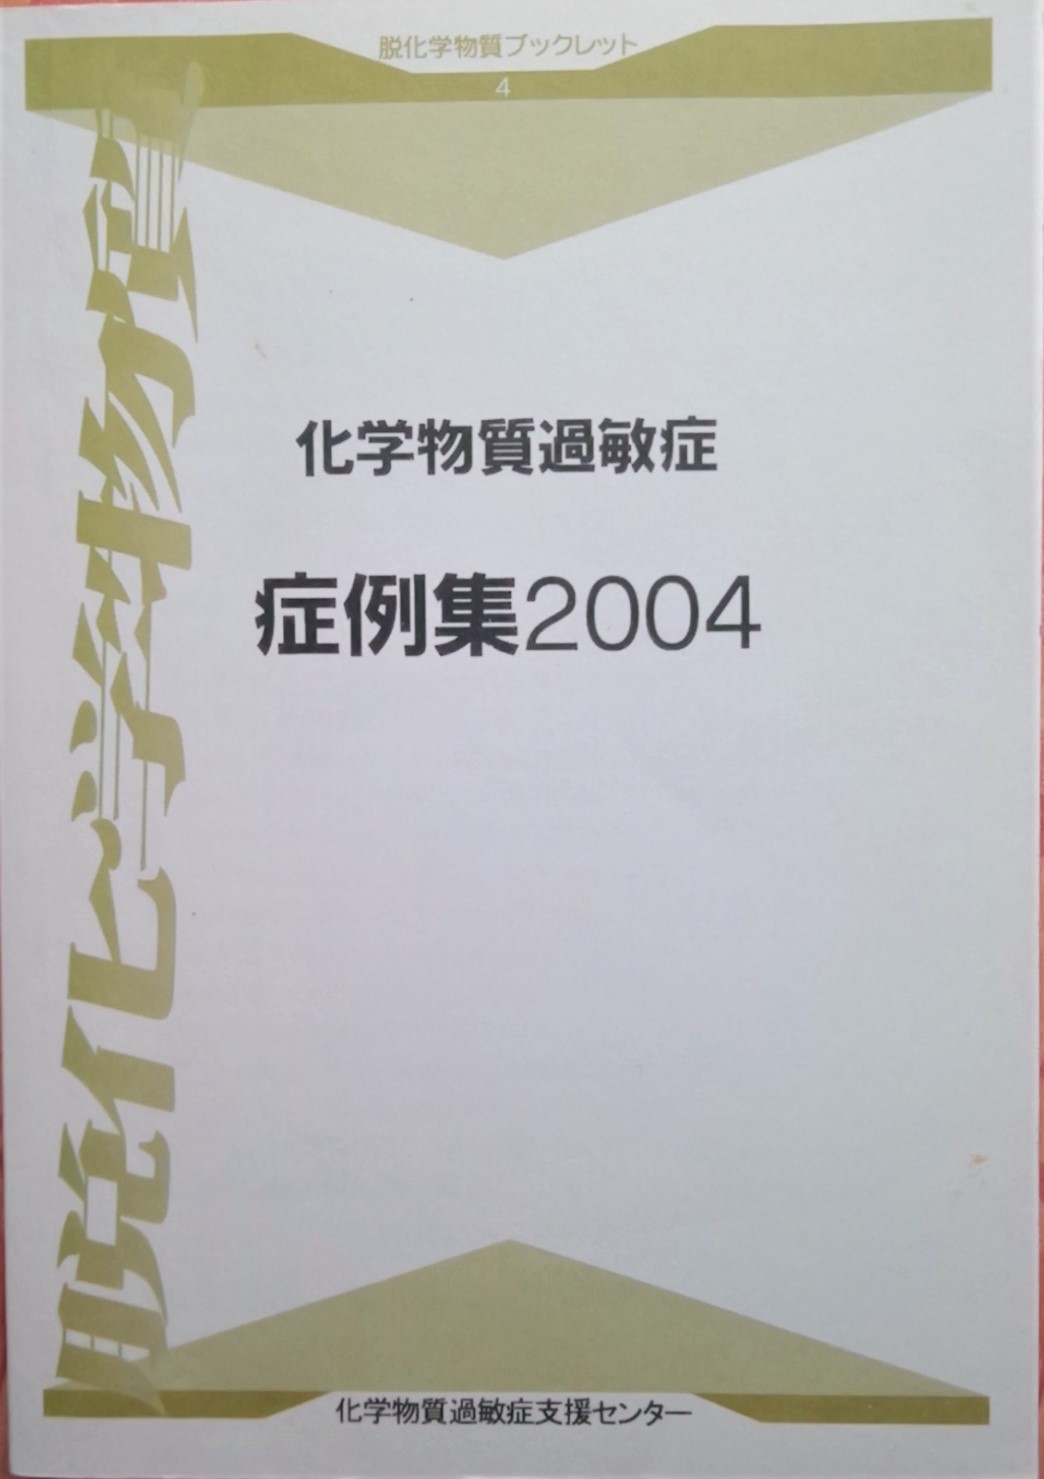 脱化学物質ブックレット
4
脱化学物質
化学物質過敏症
症例集2004
化学物質過敏症支援センター